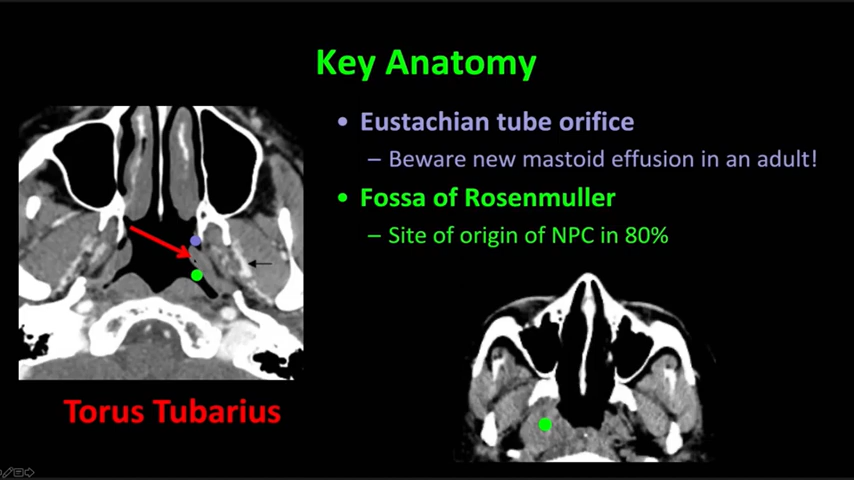 Key Anatomy
• Eustachian tube orifice
– Beware new mastoid effusion in an adult!
• Fossa of Rosenmuller
– Site of origin of NPC in 80%
Torus Tubarius